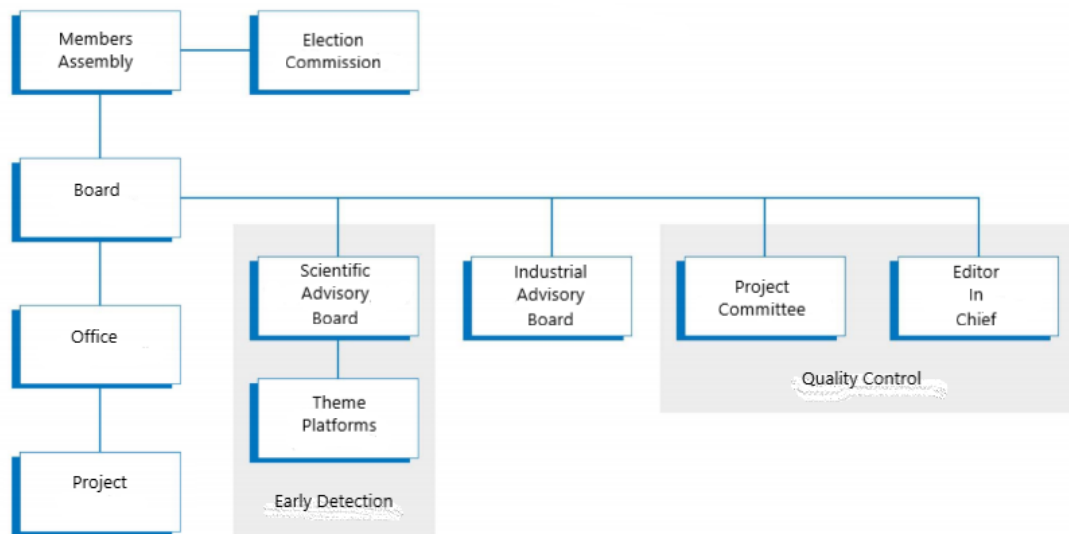 Members
Assembly
Election
Commission
Board
Scientific
Advisory
Board
Industrial
Advisory
Board
Project
Committee
Editor
In
Chief
Office
Quality Control
Theme
Platforms
Project
Early Detection